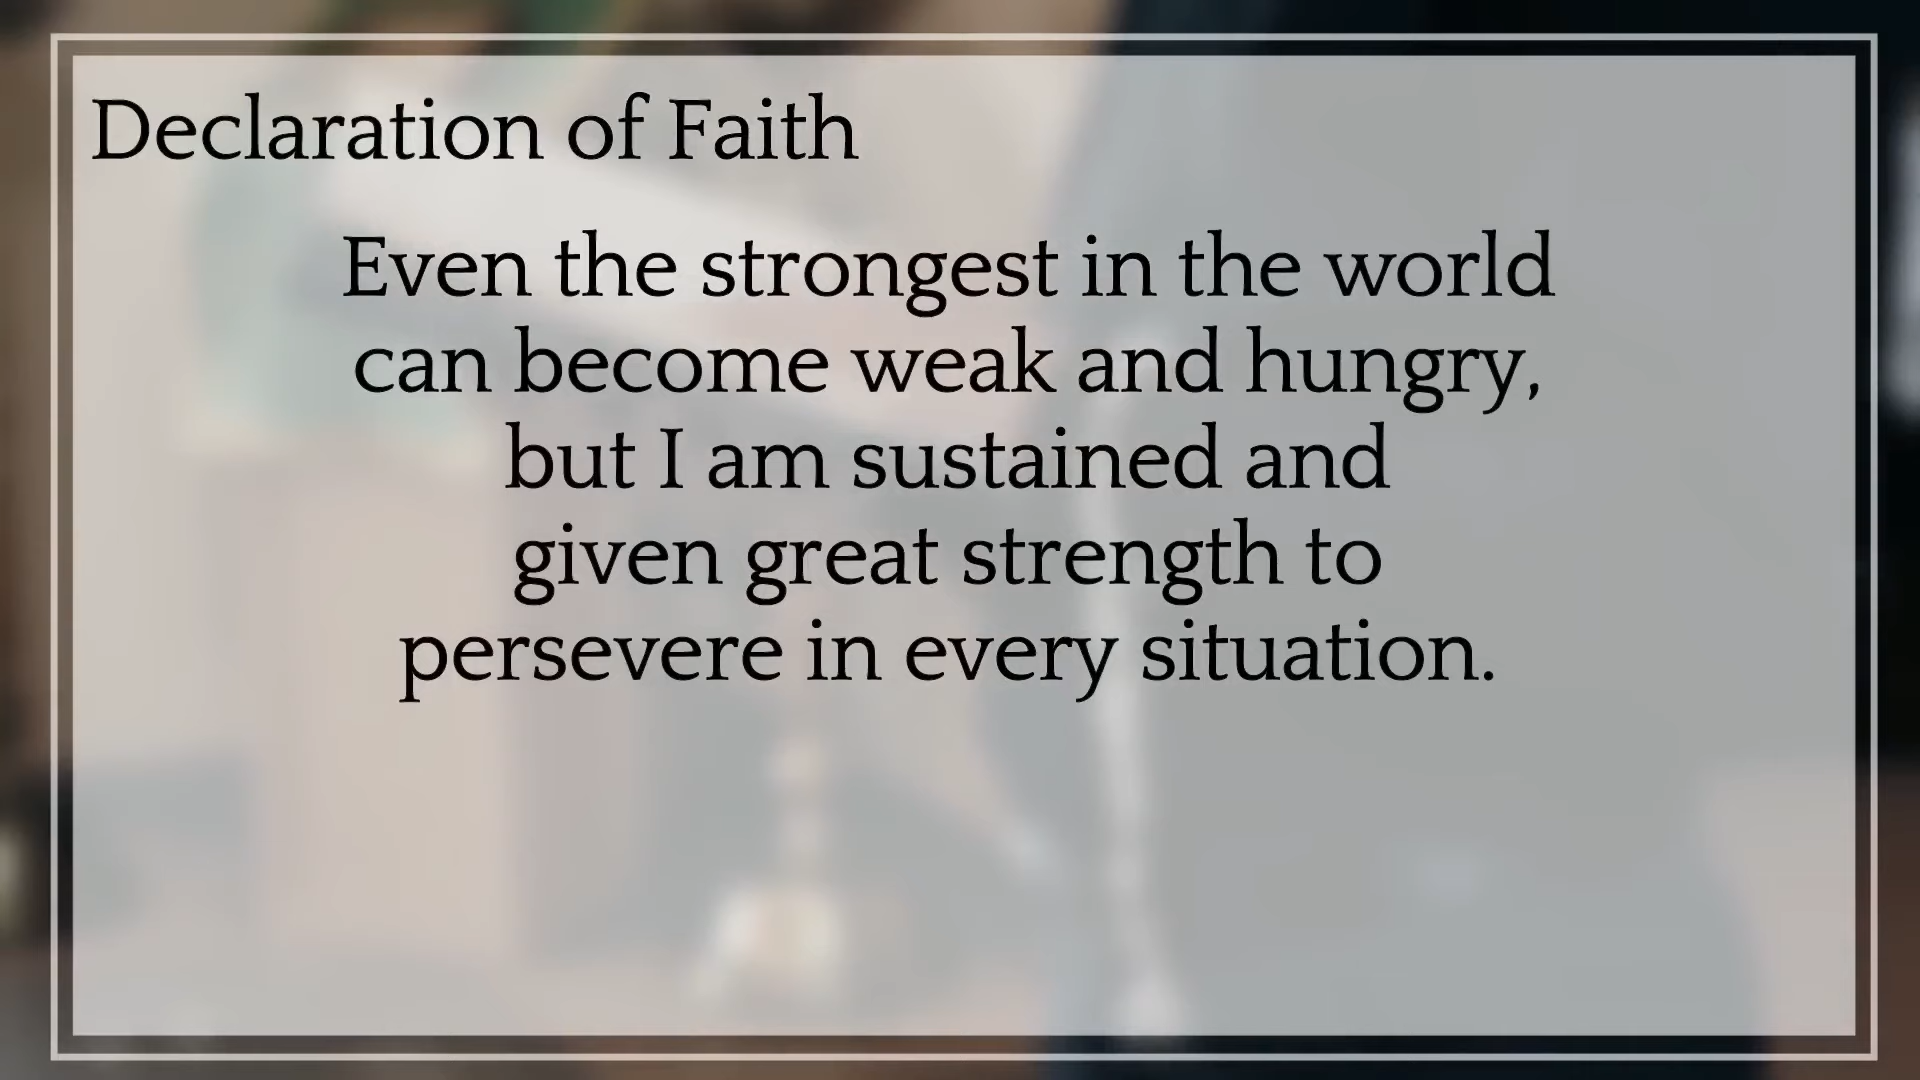 Declaration of Faith
Even the strongest in the world
can become weak and hungry,
but I am sustained and
given great strength to
persevere in every situation.